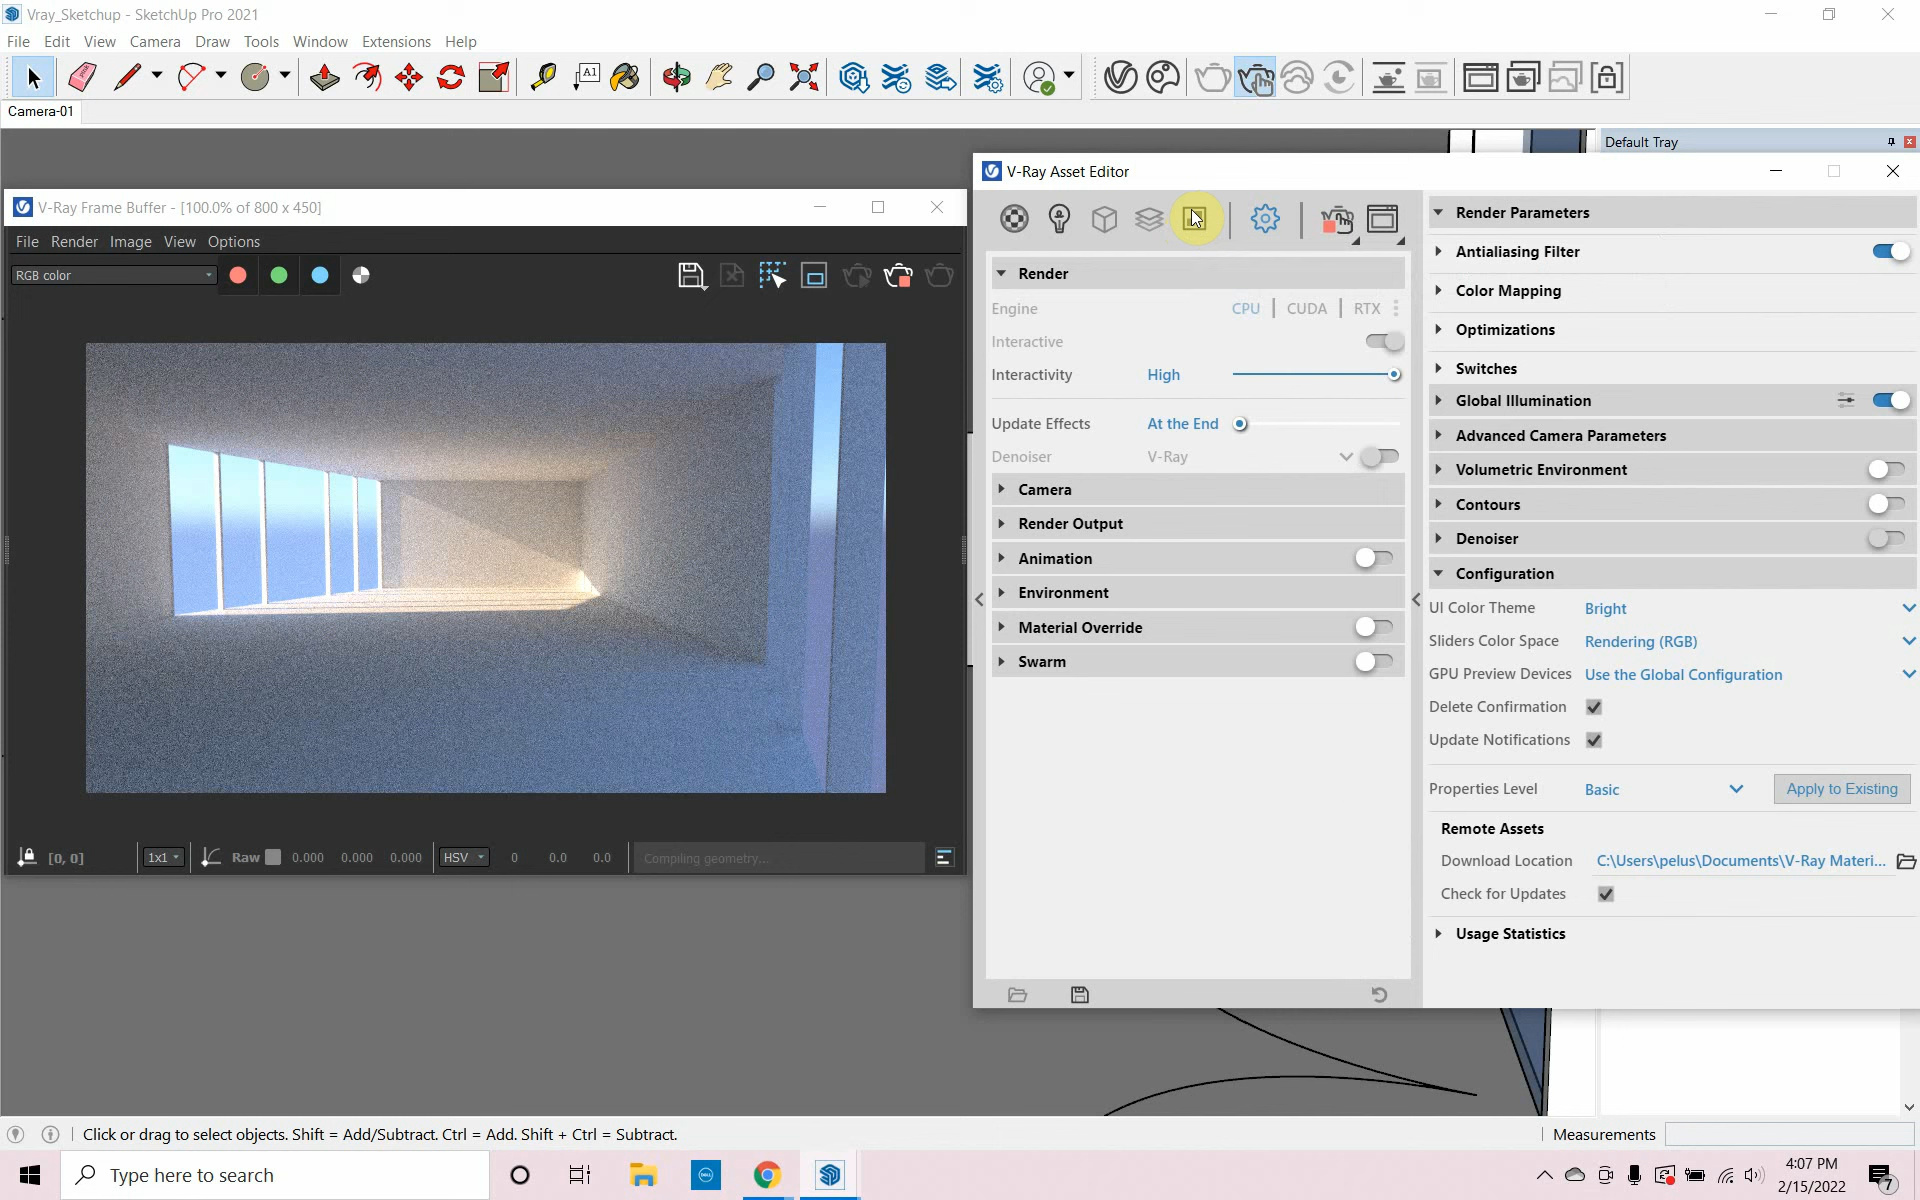 Vray_Sketchup - SketchUp Pro 2021
File Edit View Camera Draw Tools Window Extensions Help
A1
Camera-01
Default Tray
V-Ray Asset Editor
V-Ray Frame Buffer - [100.0% of 800 x 450]
File Render Image View Options
RGB color
Render
Engine CPU CUDA RTX
Interactive
Interactivity High
Update Effects At the End
Denoiser V-Ray
Camera
Render Output
Animation
Environment
Material Override
Swarm
Render Parameters
Antialiasing Filter
Color Mapping
Optimizations
Switches
Global Illumination
Advanced Camera Parameters
Volumetric Environment
Contours
Denoiser
Configuration
UI Color Theme Bright
Sliders Color Space Rendering (RGB)
GPU Preview Devices Use the Global Configuration
Delete Confirmation
Update Notifications
Properties Level Basic Apply to Existing
Remote Assets
Download Location C:\Users\pelus\Documents\V-Ray Materi...
Check for Updates
Usage Statistics
[0, 0] 1x1 Raw 0.000 0.000 0.000 HSV 0 0.0 0.0 Compiling geometry...
Click or drag to select objects. Shift = Add/Subtract. Ctrl = Add. Shift + Ctrl = Subtract.
Measurements
Type here to search
DELL
4:07 PM
2/15/2022
7